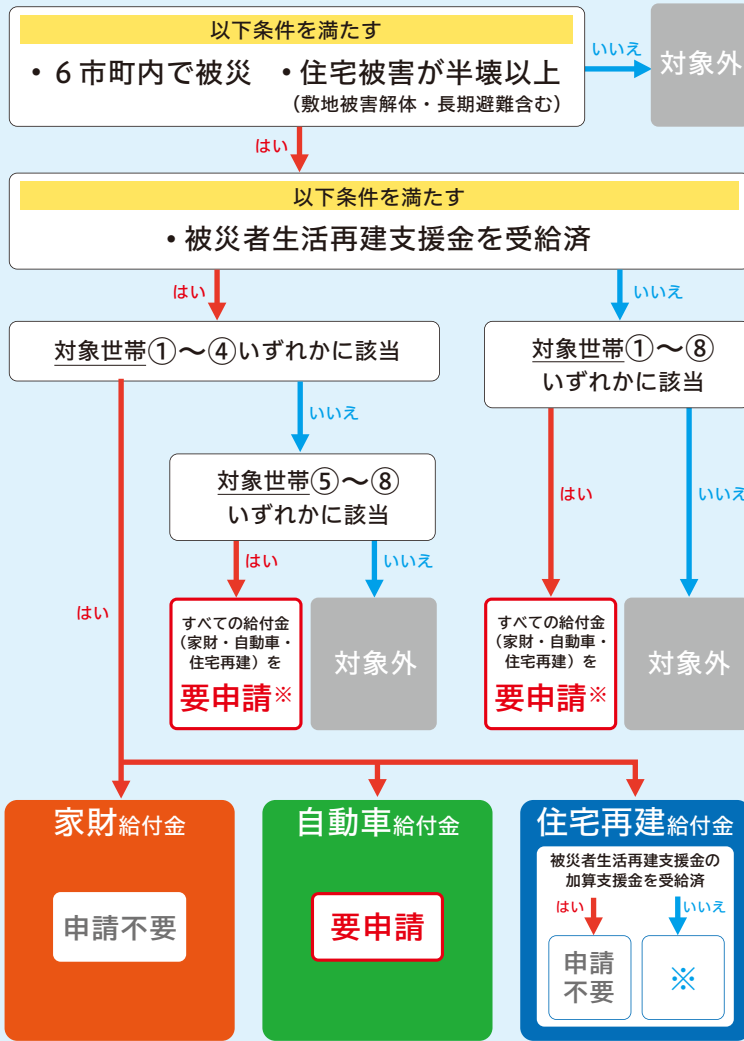 以下条件を満たす
・６市町内で被災 ・住宅被害が半壊以上
（敷地被害解体・長期避難含む）
いいえ
対象外
はい
以下条件を満たす
・被災者生活再建支援金を受給済
はい
いいえ
対象世帯①～④いずれかに該当
対象世帯①～⑧
いずれかに該当
いいえ
対象世帯⑤～⑧
いずれかに該当
はい
いいえ
はい
いいえ
はい
すべての給付金
（家財・自動車・
住宅再建）を
要申請※
対象外
すべての給付金
（家財・自動車・
住宅再建）を
要申請※
対象外
家財給付金
申請不要
自動車給付金
要申請
住宅再建給付金
被災者生活再建支援金の
加算支援金を受給済
はい
いいえ
申請
不要
※